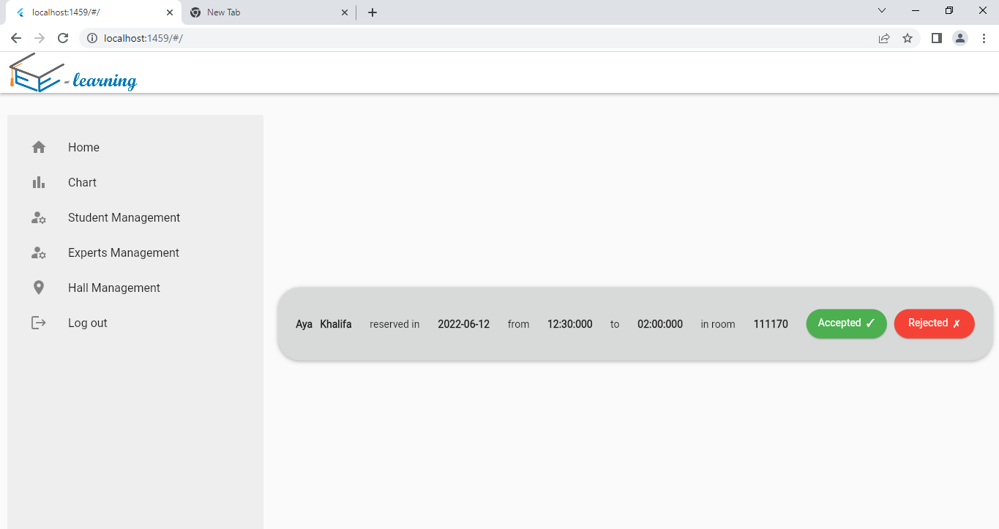 localhost:1459/#/
New Tab
localhost:1459/#/
E - learning
Home
Chart
Student Management
Experts Management
Hall Management
Log out
Aya Khalifa reserved in 2022-06-12 from 12:30:000 to 02:00:000 in room 111170 Accepted ✓ Rejected ✗